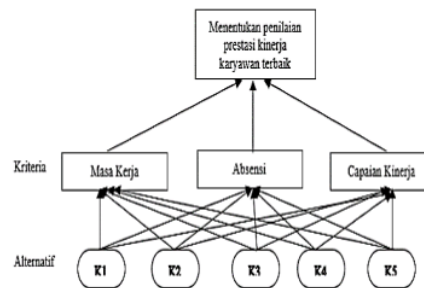 Menentukan penilaian
prestasi kinerja
karyawan terbaik
Kriteria
Masa Kerja
Absensi
Capaian Kinerja
Alternatif
K1
K2
K3
K4
K5